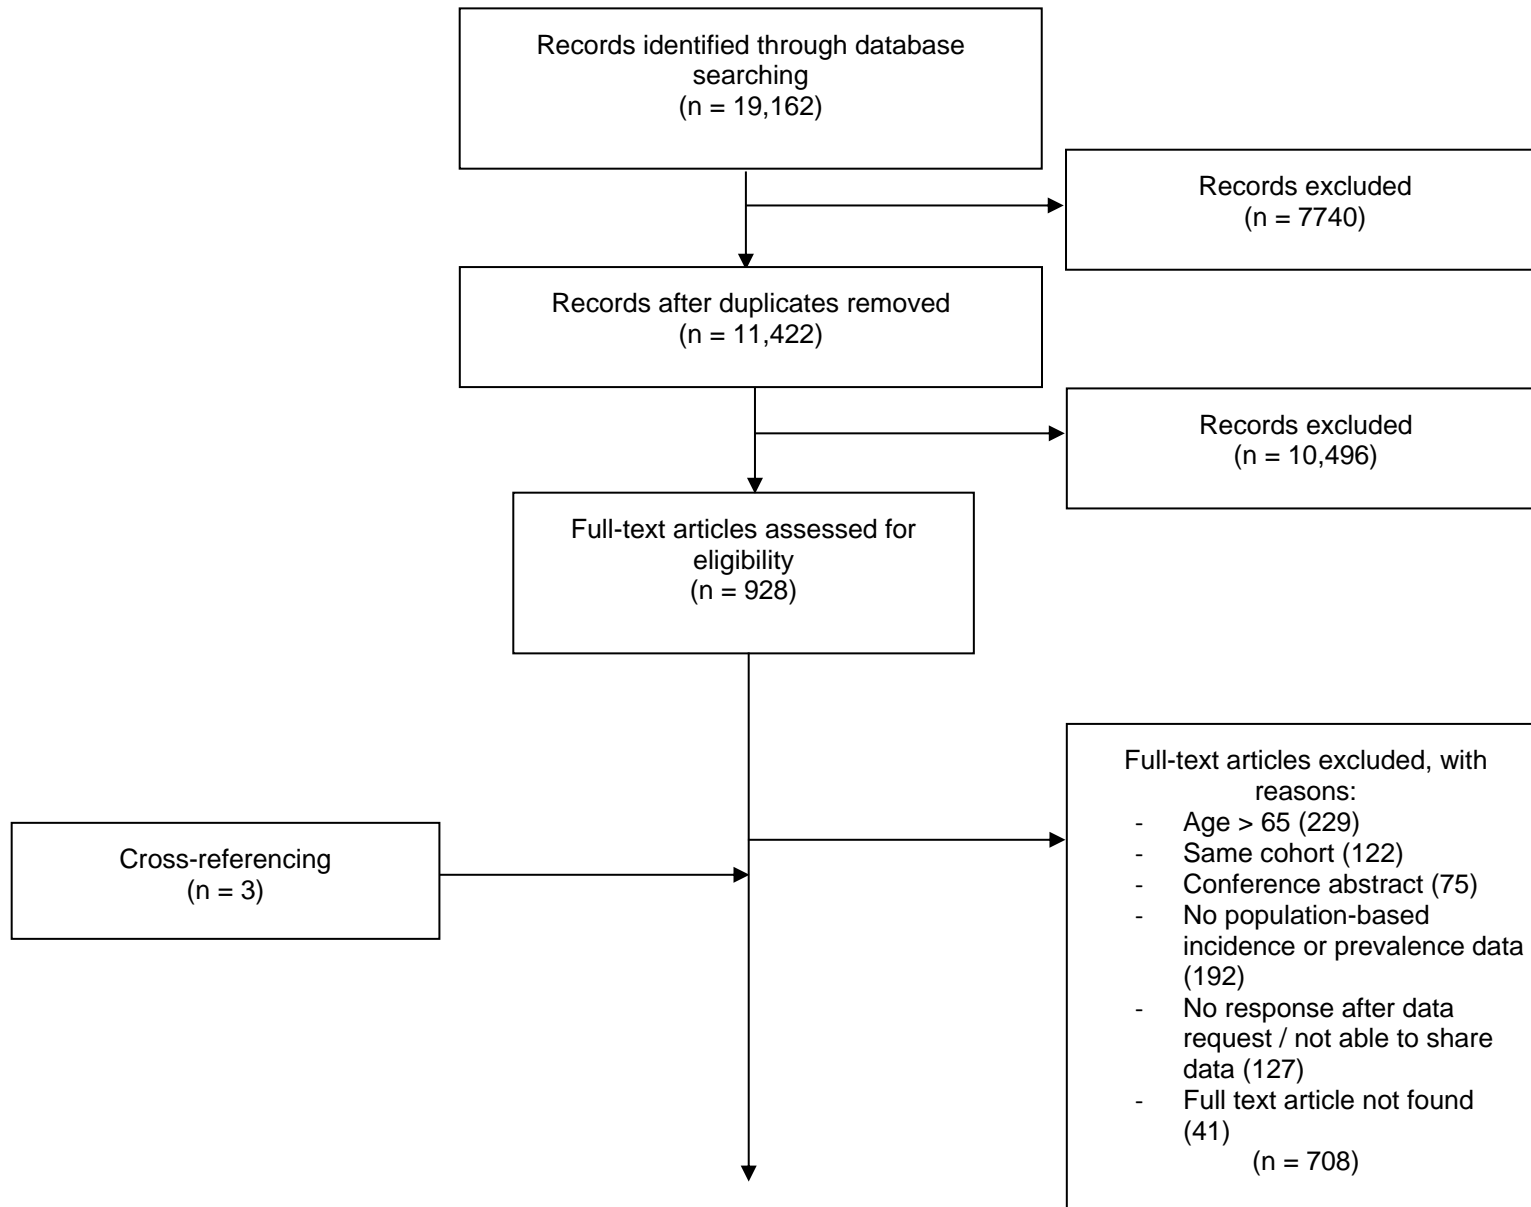 Records identified through database
searching
(n = 19,162)
Records excluded
(n = 7740)
Records after duplicates removed
(n = 11,422)
Records excluded
(n = 10,496)
Full-text articles assessed for
eligibility
(n = 928)
Full-text articles excluded, with
reasons:
- Age > 65 (229)
- Same cohort (122)
- Conference abstract (75)
- No population-based
incidence or prevalence data
(192)
- No response after data
request / not able to share
data (127)
- Full text article not found
(41)
(n = 708)
Cross-referencing
(n = 3)